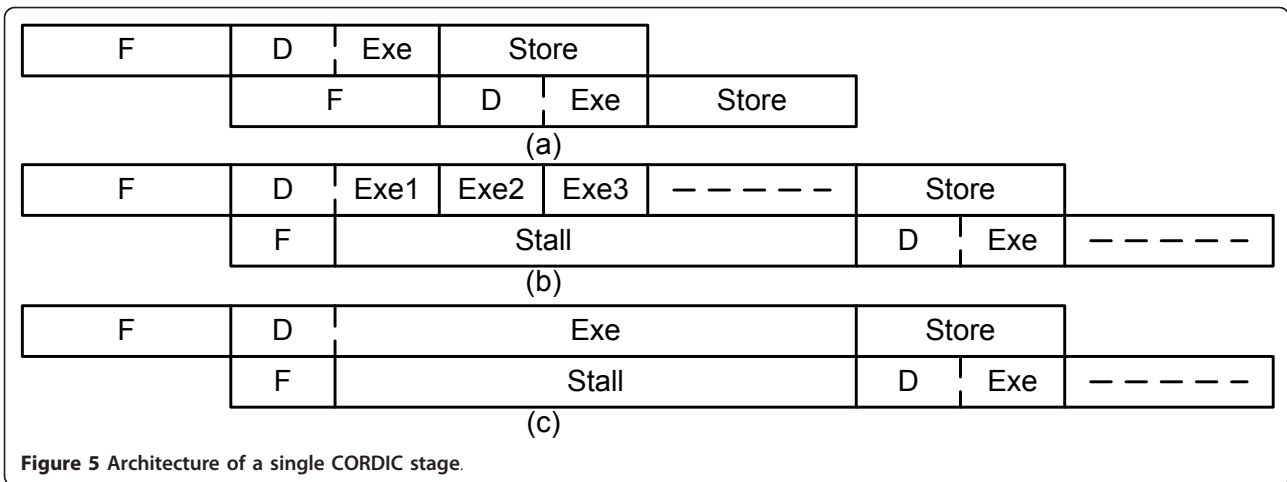 F D Exe Store
F D Exe Store
(a)
F D Exe1 Exe2 Exe3 Store
F Stall D Exe
(b)
F D Exe Store
F Stall D Exe
(c)
Figure 5 Architecture of a single CORDIC stage.